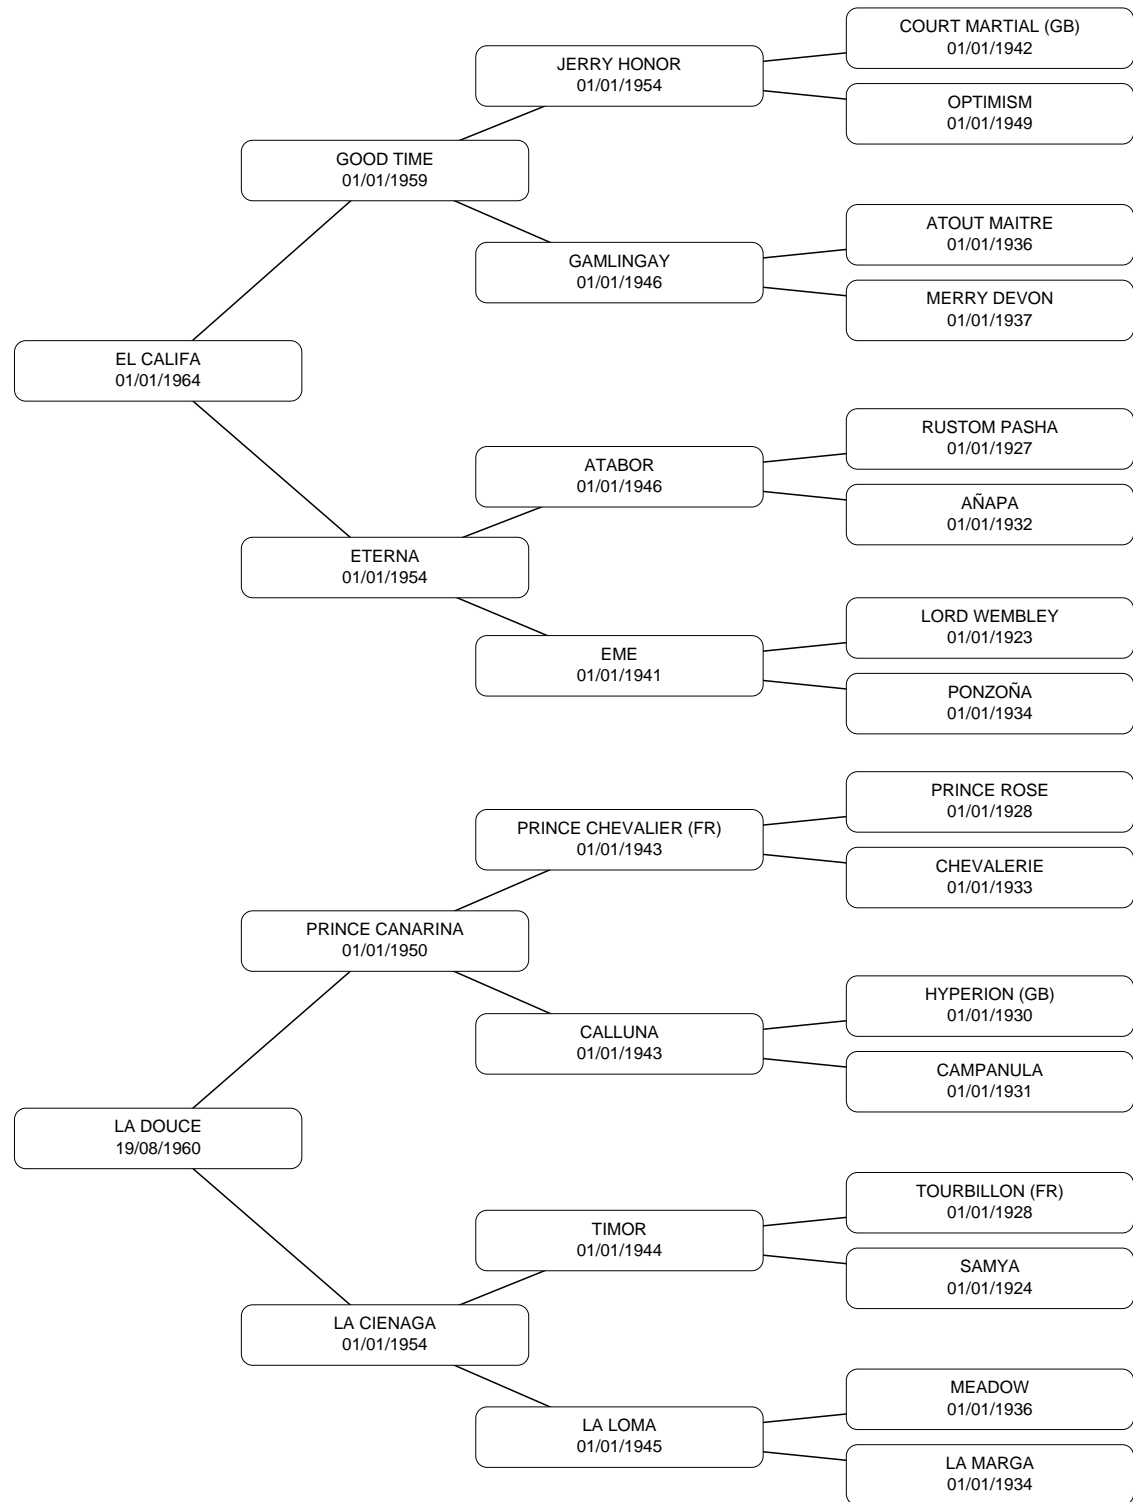 COURT MARTIAL (GB)
01/01/1942
JERRY HONOR
01/01/1954
OPTIMISM
01/01/1949
GOOD TIME
01/01/1959
ATOUT MAITRE
01/01/1936
GAMLINGAY
01/01/1946
MERRY DEVON
01/01/1937
EL CALIFA
01/01/1964
RUSTOM PASHA
01/01/1927
ATABOR
01/01/1946
AÑAPA
01/01/1932
ETERNA
01/01/1954
LORD WEMBLEY
01/01/1923
EME
01/01/1941
PONZOÑA
01/01/1934
PRINCE ROSE
01/01/1928
PRINCE CHEVALIER (FR)
01/01/1943
CHEVALERIE
01/01/1933
PRINCE CANARINA
01/01/1950
HYPERION (GB)
01/01/1930
CALLUNA
01/01/1943
CAMPANULA
01/01/1931
LA DOUCE
19/08/1960
TOURBILLON (FR)
01/01/1928
TIMOR
01/01/1944
SAMYA
01/01/1924
LA CIENAGA
01/01/1954
MEADOW
01/01/1936
LA LOMA
01/01/1945
LA MARGA
01/01/1934